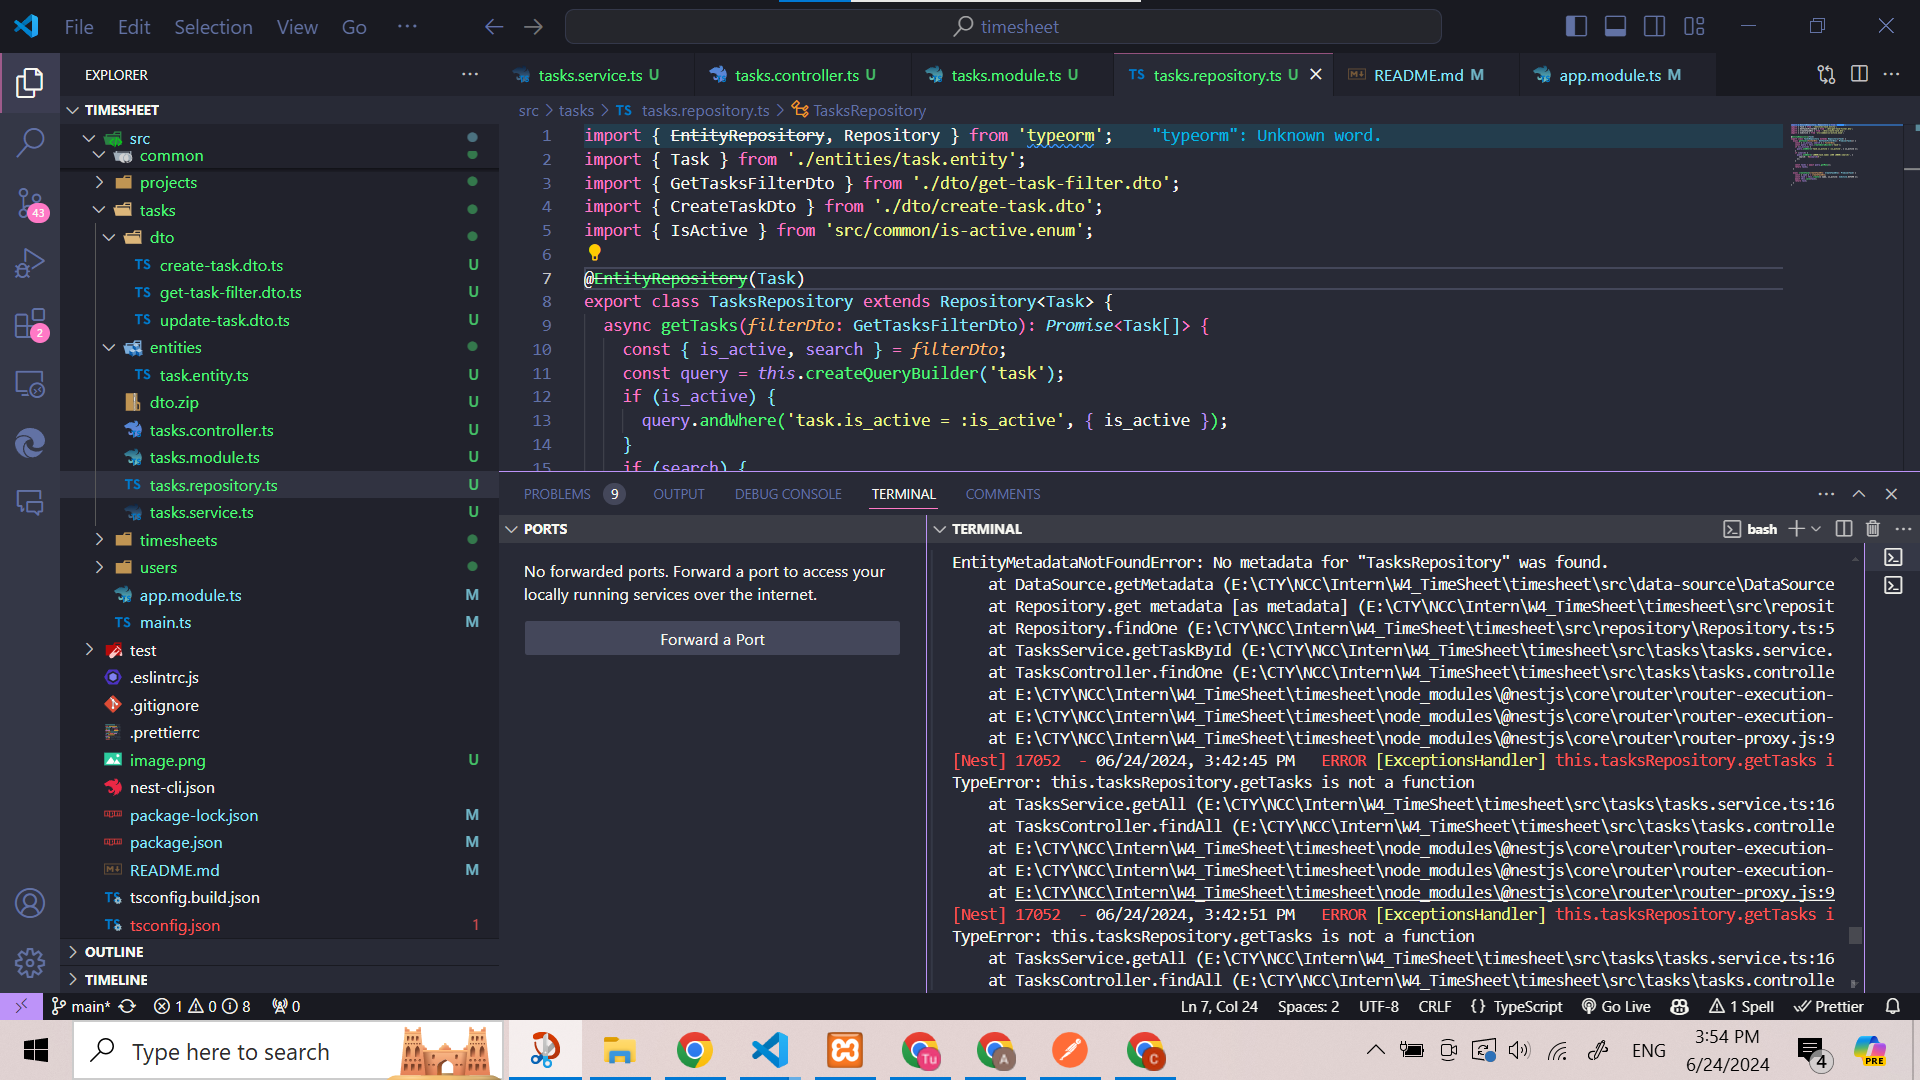 File Edit Selection View Go ··· timesheet
EXPLORER ···
TIMESHEET
src
common
projects
tasks
dto
create-task.dto.ts U
get-task-filter.dto.ts U
update-task.dto.ts U
entities
task.entity.ts U
dto.zip U
tasks.controller.ts U
tasks.module.ts U
tasks.repository.ts U
tasks.service.ts U
timesheets
users
app.module.ts M
main.ts M
test
.eslintrc.js
.gitignore
.prettierrc
image.png U
nest-cli.json
package-lock.json M
package.json M
README.md M
tsconfig.build.json
tsconfig.json 1
OUTLINE
TIMELINE
43
2
tasks.service.ts U tasks.controller.ts U tasks.module.ts U TS tasks.repository.ts U README.md M app.module.ts M
src > tasks > TS tasks.repository.ts > TasksRepository
1 import { EntityRepository, Repository } from 'typeorm'; "typeorm": Unknown word.
2 import { Task } from './entities/task.entity';
3 import { GetTasksFilterDto } from './dto/get-task-filter.dto';
4 import { CreateTaskDto } from './dto/create-task.dto';
5 import { IsActive } from 'src/common/is-active.enum';
6
7 @EntityRepository(Task)
8 export class TasksRepository extends Repository<Task> {
9 async getTasks(filterDto: GetTasksFilterDto): Promise<Task[]> {
10 const { is_active, search } = filterDto;
11 const query = this.createQueryBuilder('task');
12 if (is_active) {
13 query.andWhere('task.is_active = :is_active', { is_active });
14 }
15 if (search) {
PROBLEMS 9 OUTPUT DEBUG CONSOLE TERMINAL COMMENTS
PORTS
No forwarded ports. Forward a port to access your
locally running services over the internet.
Forward a Port
TERMINAL bash
EntityMetadataNotFoundError: No metadata for "TasksRepository" was found.
at DataSource.getMetadata (E:\CTY\NCC\Intern\W4_TimeSheet\timesheet\src\data-source\DataSource
at Repository.get metadata [as metadata] (E:\CTY\NCC\Intern\W4_TimeSheet\timesheet\src\reposit
at Repository.findOne (E:\CTY\NCC\Intern\W4_TimeSheet\timesheet\src\repository\Repository.ts:5
at TasksService.getTaskById (E:\CTY\NCC\Intern\W4_TimeSheet\timesheet\src\tasks\tasks.service.
at TasksController.findOne (E:\CTY\NCC\Intern\W4_TimeSheet\timesheet\src\tasks\tasks.controlle
at E:\CTY\NCC\Intern\W4_TimeSheet\timesheet\node_modules\@nestjs\core\router\router-execution-
at E:\CTY\NCC\Intern\W4_TimeSheet\timesheet\node_modules\@nestjs\core\router\router-execution-
at E:\CTY\NCC\Intern\W4_TimeSheet\timesheet\node_modules\@nestjs\core\router\router-proxy.js:9
[Nest] 17052 - 06/24/2024, 3:42:45 PM ERROR [ExceptionsHandler] this.tasksRepository.getTasks i
TypeError: this.tasksRepository.getTasks is not a function
at TasksService.getAll (E:\CTY\NCC\Intern\W4_TimeSheet\timesheet\src\tasks\tasks.service.ts:16
at TasksController.findAll (E:\CTY\NCC\Intern\W4_TimeSheet\timesheet\src\tasks\tasks.controlle
at E:\CTY\NCC\Intern\W4_TimeSheet\timesheet\node_modules\@nestjs\core\router\router-execution-
at E:\CTY\NCC\Intern\W4_TimeSheet\timesheet\node_modules\@nestjs\core\router\router-execution-
at E:\CTY\NCC\Intern\W4_TimeSheet\timesheet\node_modules\@nestjs\core\router\router-proxy.js:9
[Nest] 17052 - 06/24/2024, 3:42:51 PM ERROR [ExceptionsHandler] this.tasksRepository.getTasks i
TypeError: this.tasksRepository.getTasks is not a function
at TasksService.getAll (E:\CTY\NCC\Intern\W4_TimeSheet\timesheet\src\tasks\tasks.service.ts:16
at TasksController.findAll (E:\CTY\NCC\Intern\W4_TimeSheet\timesheet\src\tasks\tasks.controlle
main* 1 0 8 0 Ln 7, Col 24 Spaces: 2 UTF-8 CRLF {} TypeScript Go Live 1 Spell Prettier
Type here to search Tu A C ENG 3:54 PM 4 PRE
6/24/2024